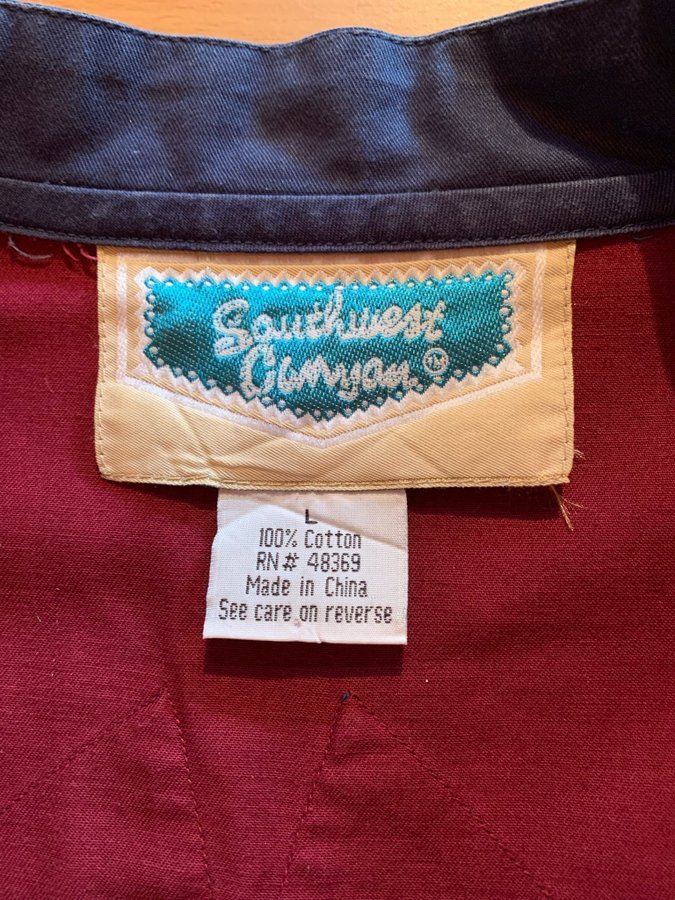 Southwest
Canyon
L
100% Cotton
RN# 48369
Made in China
See care on reverse